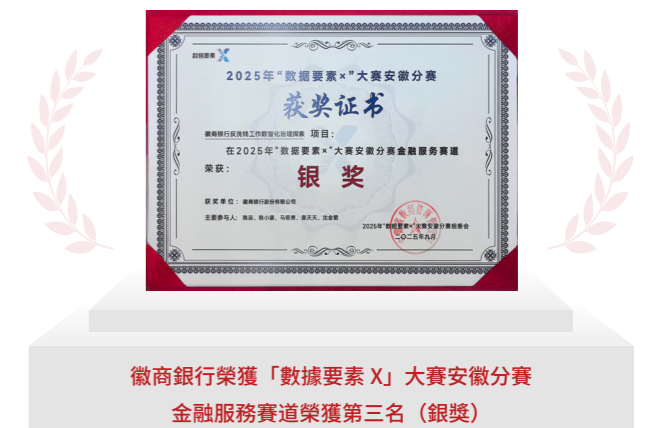 数据要素X
2025年“数据要素×”大赛安徽分赛
获奖证书
徽商银行反洗钱工作数智化治理探索 项目：
在2025年“数据要素×”大赛安徽分赛金融服务赛道
荣获：
银奖
获奖单位：徽商银行股份有限公司
主要参与人：
2025年“数据要素×”大赛安徽分赛组委会
二〇二五年九月
徽商銀行榮獲「數據要素 X」大賽安徽分賽
金融服務賽道榮獲第三名（銀獎）